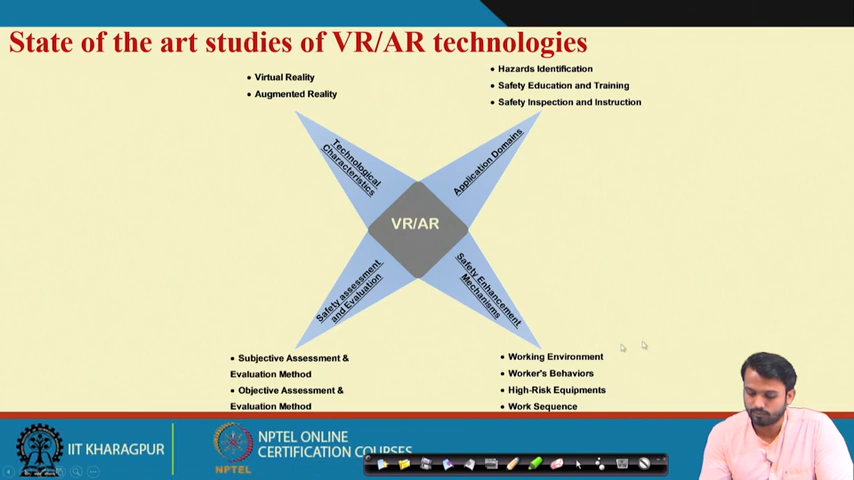 State of the art studies of VR/AR technologies
• Virtual Reality
• Augmented Reality
• Hazards Identification
• Safety Education and Training
• Safety Inspection and Instruction
Technological
Characteristics
Application Domains
VR/AR
Safety assessment
and Evaluation
Safety Enhancement
Mechanisms
• Subjective Assessment &
Evaluation Method
• Objective Assessment &
Evaluation Method
• Working Environment
• Worker's Behaviors
• High-Risk Equipments
• Work Sequence
IIT KHARAGPUR
NPTEL
NPTEL ONLINE
CERTIFICATION COURSES